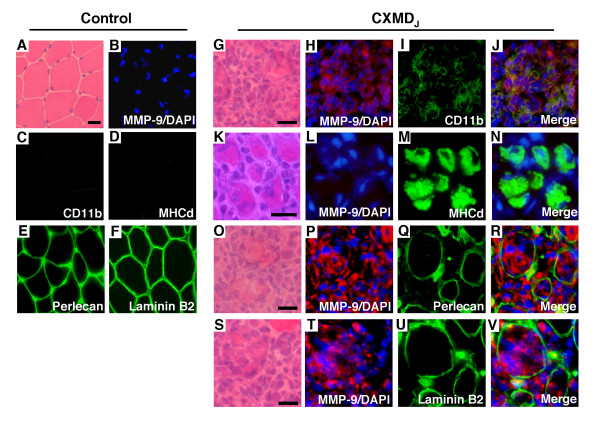 Control
CXMDJ
A
B
MMP-9/DAPI
G
H
MMP-9/DAPI
I
CD11b
J
Merge
C
CD11b
D
MHCd
K
L
MMP-9/DAPI
M
MHCd
N
Merge
E
Perlecan
F
Laminin B2
O
P
MMP-9/DAPI
Q
Perlecan
R
Merge
S
T
MMP-9/DAPI
U
Laminin B2
V
Merge